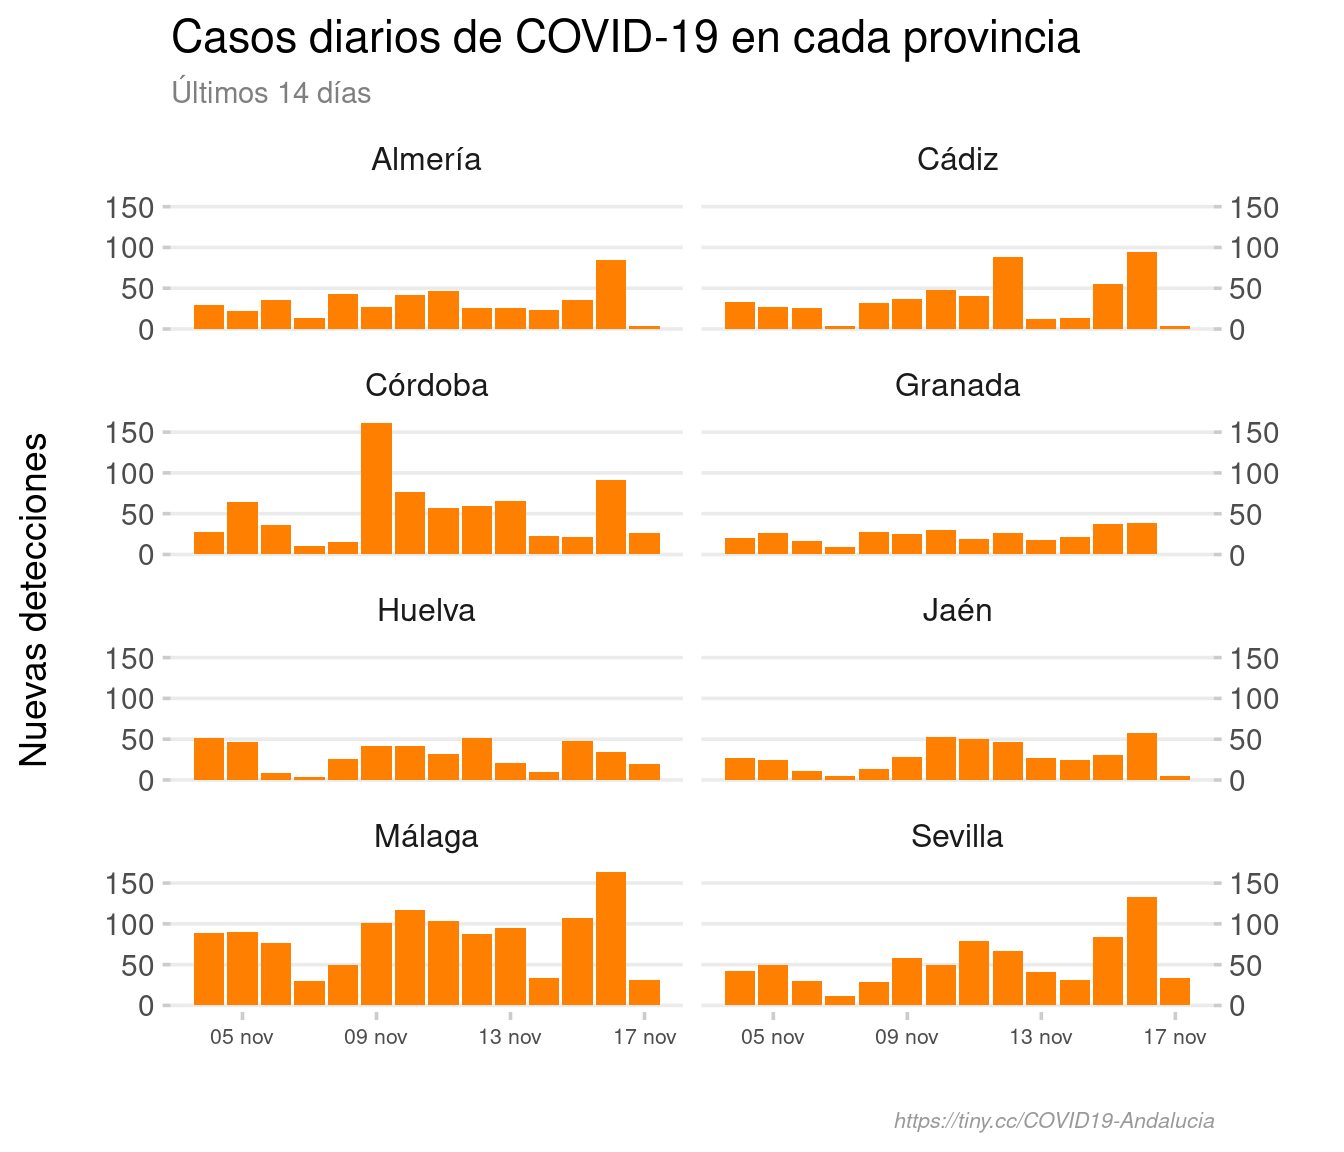 Casos diarios de COVID-19 en cada provincia
Últimos 14 días
Almería
Cádiz
150
100
50
0
150
100
50
0
Córdoba
Granada
150
100
50
0
150
100
50
0
Nuevas detecciones
Huelva
Jaén
150
100
50
0
150
100
50
0
Málaga
Sevilla
150
100
50
0
150
100
50
0
05 nov 09 nov 13 nov 17 nov
05 nov 09 nov 13 nov 17 nov
https://tiny.cc/COVID19-Andalucia